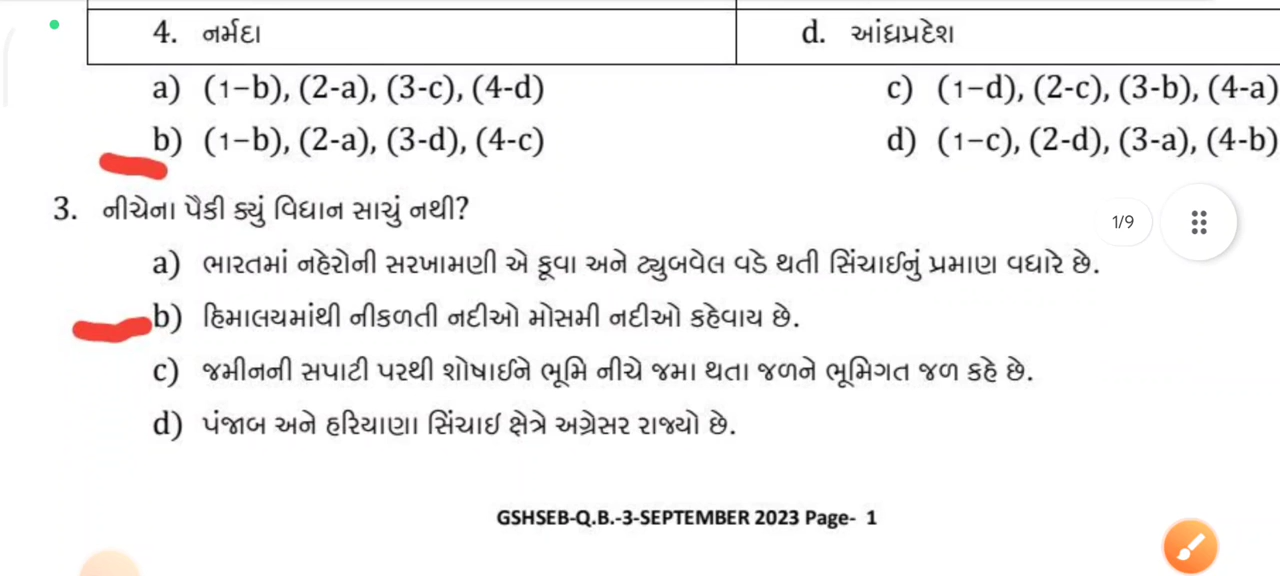 4. નર્મદા d. આંધ્રપ્રદેશ
a) (1–b), (2-a), (3-c), (4-d) c) (1–d), (2-c), (3-b), (4-a)
b) (1–b), (2-a), (3-d), (4-c) d) (1–c), (2-d), (3-a), (4-b)
3. નીચેના પૈકી ક્યું વિધાન સાચું નથી?
1/9
a) ભારતમાં નહેરોની સરખામણી એ કૂવા અને ટ્યુબવેલ વડે થતી સિંચાઈનું પ્રમાણ વધારે છે.
b) હિમાલયમાંથી નીકળતી નદીઓ મોસમી નદીઓ કહેવાય છે.
c) જમીનની સપાટી પરથી શોષાઈને ભૂમિ નીચે જમા થતા જળને ભૂમિગત જળ કહે છે.
d) પંજાબ અને હરિયાણા સિંચાઈ ક્ષેત્રે અગ્રેસર રાજ્યો છે.
GSHSEB-Q.B.-3-SEPTEMBER 2023 Page- 1